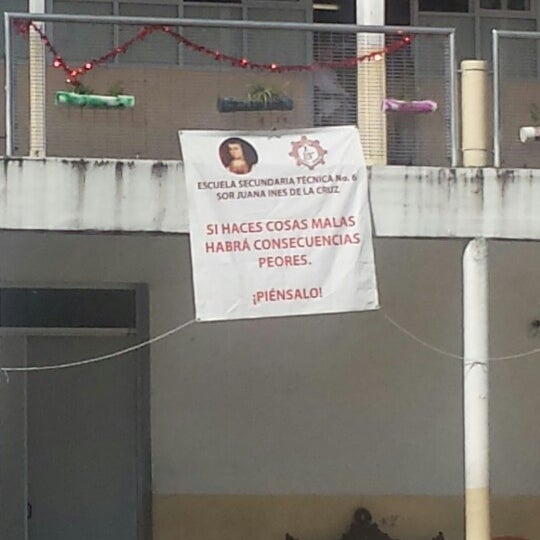 ESCUELA SECUNDARIA TÉCNICA No. 6
SOR JUANA INES DE LA CRUZ
SI HACES COSAS MALAS
HABRÁ CONSECUENCIAS
PEORES.
¡PIÉNSALO!